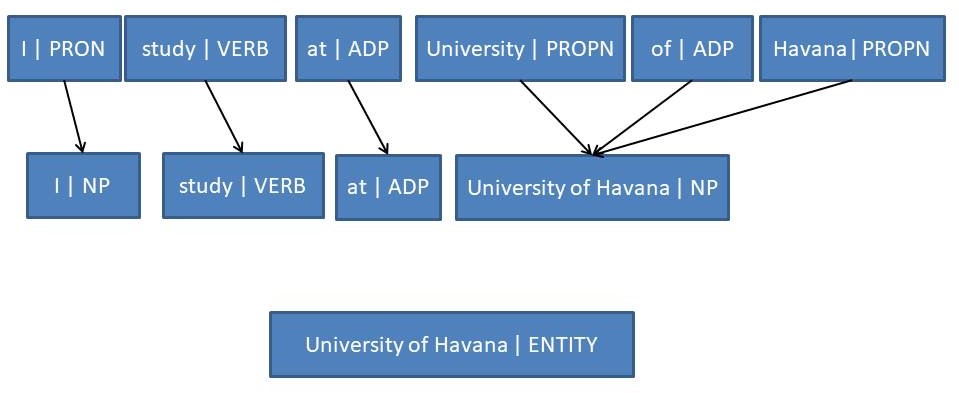 I | PRON
study | VERB
at | ADP
University | PROPN
of | ADP
Havana| PROPN
I | NP
study | VERB
at | ADP
University of Havana | NP
University of Havana | ENTITY